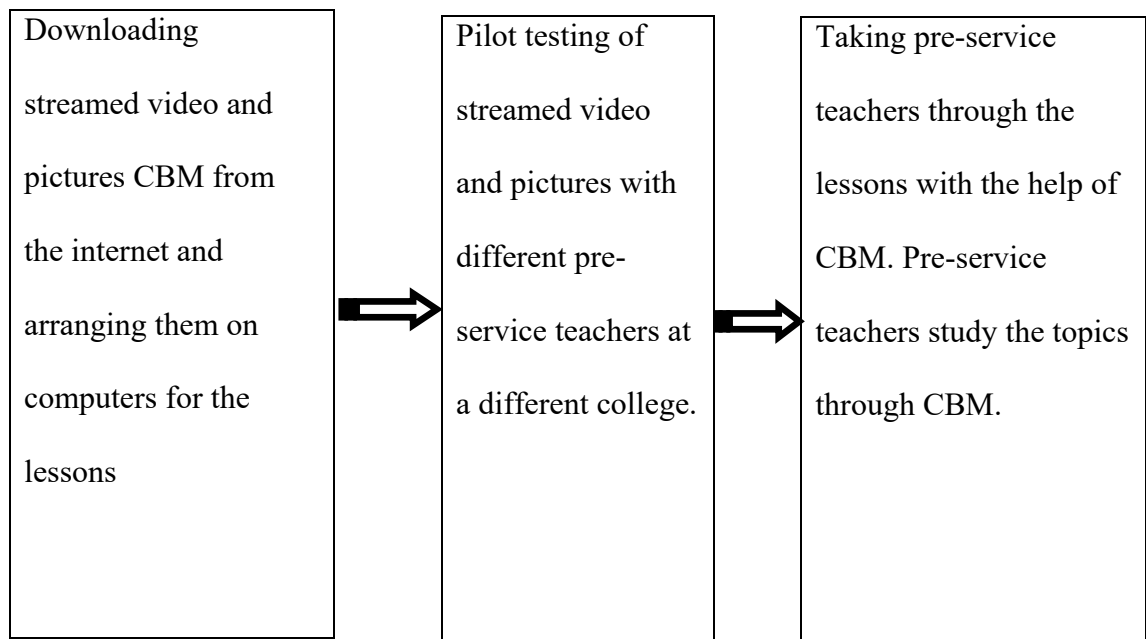 Downloading
streamed video and
pictures CBM from
the internet and
arranging them on
computers for the
lessons
Pilot testing of
streamed video
and pictures with
different pre-
service teachers at
a different college.
Taking pre-service
teachers through the
lessons with the help of
CBM. Pre-service
teachers study the topics
through CBM.